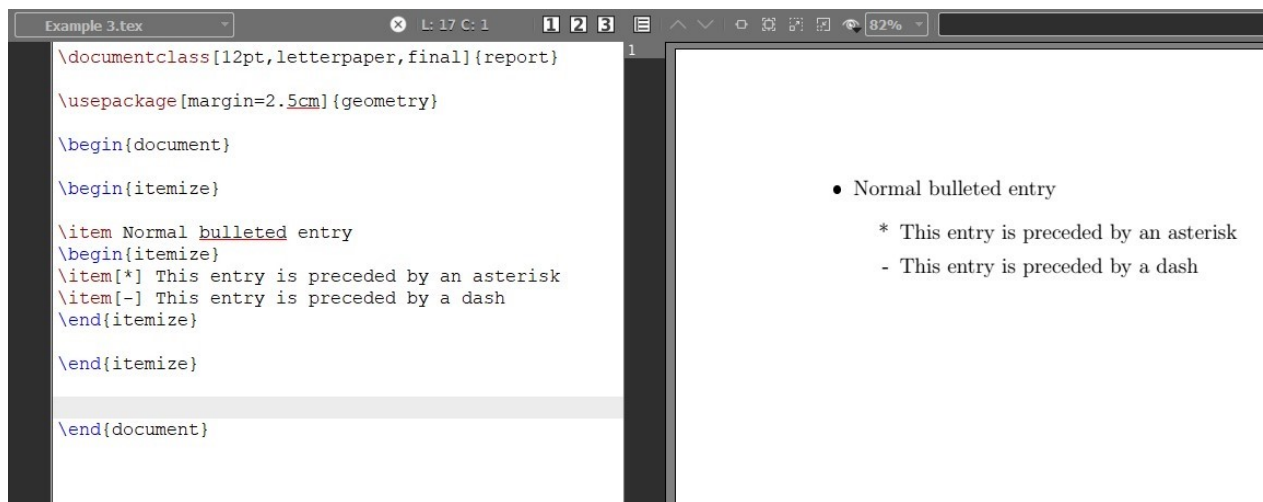 Example 3.tex
L: 17 C: 1
1 2 3
82%
\documentclass[12pt,letterpaper,final]{report}
\usepackage[margin=2.5cm]{geometry}
\begin{document}
\begin{itemize}
\item Normal bulleted entry
\begin{itemize}
\item[*] This entry is preceded by an asterisk
\item[-] This entry is preceded by a dash
\end{itemize}
\end{itemize}
\end{document}
1
• Normal bulleted entry
* This entry is preceded by an asterisk
- This entry is preceded by a dash